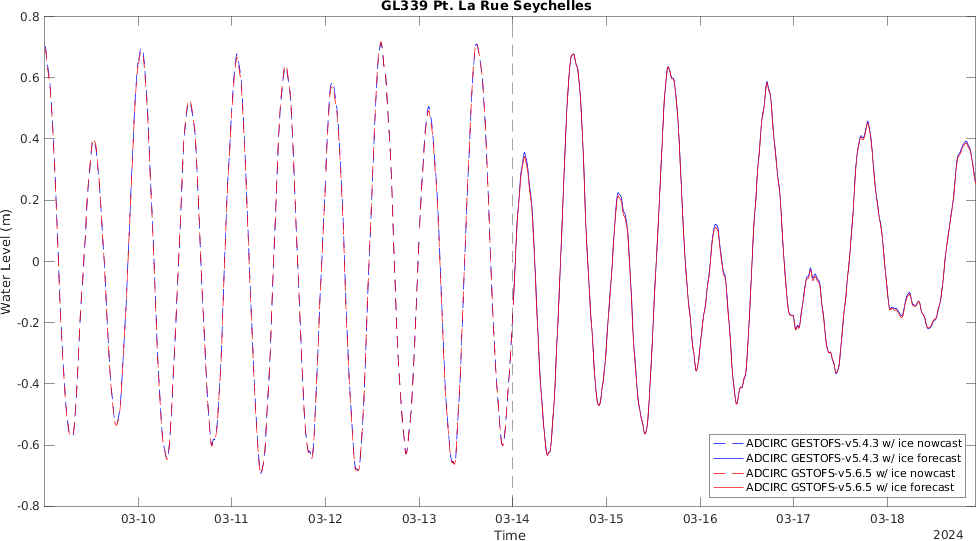 GL339 Pt. La Rue Seychelles
0.8
0.6
0.4
0.2
0
-0.2
-0.4
-0.6
-0.8
Water Level (m)
ADCIRC GESTOFS-v5.4.3 w/ ice nowcast
ADCIRC GESTOFS-v5.4.3 w/ ice forecast
ADCIRC GSTOFS-v5.6.5 w/ ice nowcast
ADCIRC GSTOFS-v5.6.5 w/ ice forecast
03-10 03-11 03-12 03-13 03-14 03-15 03-16 03-17 03-18
Time
2024